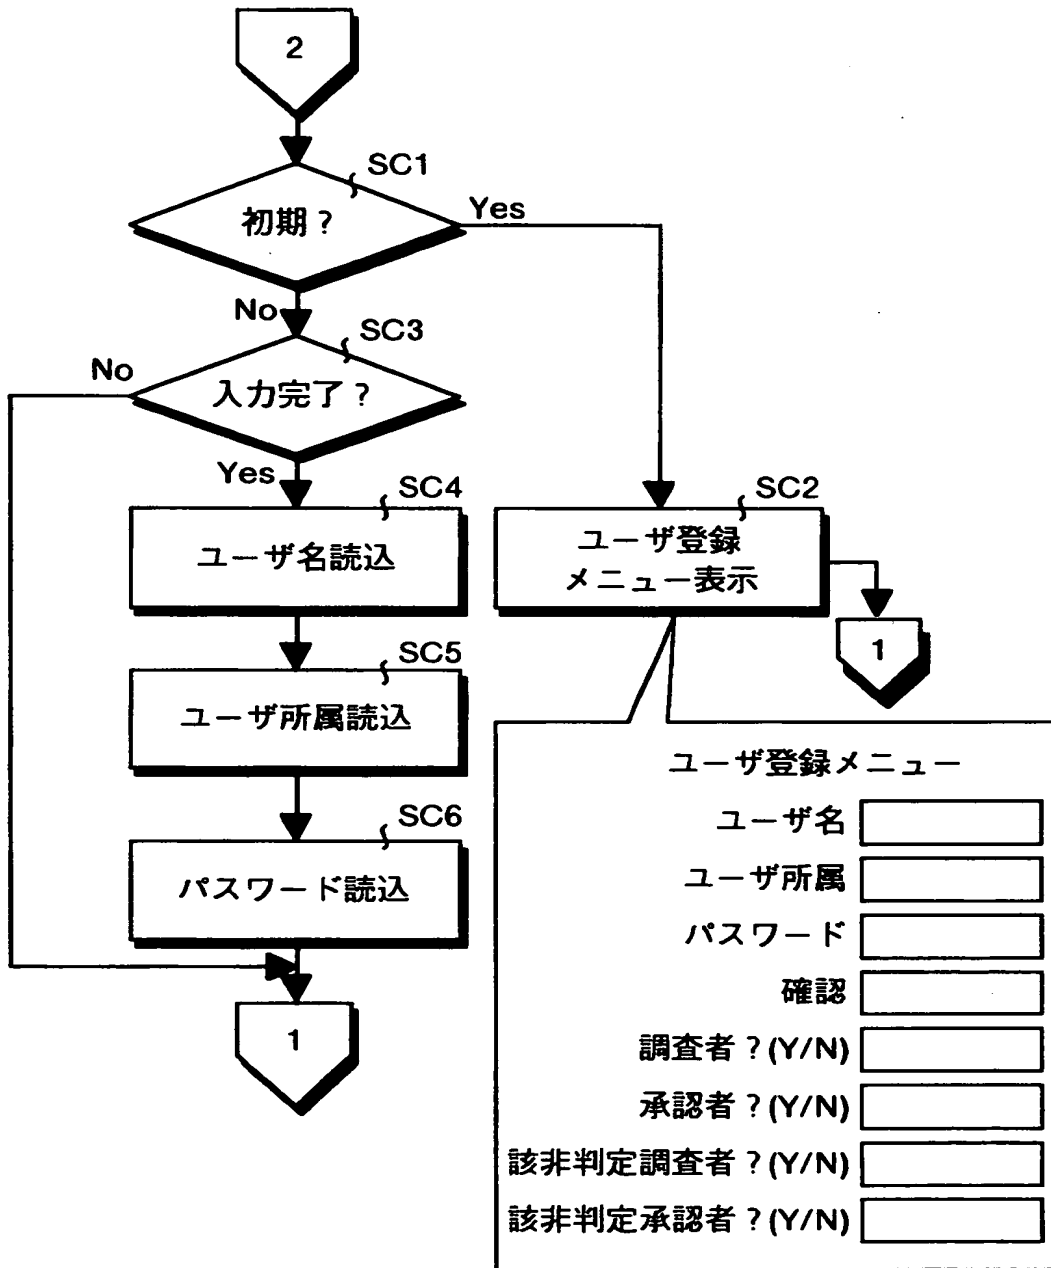 2
SC1
初期？
Yes
No
SC3
No
入力完了？
Yes
SC4
ユーザ名読込
SC2
ユーザ登録
メニュー表示
1
SC5
ユーザ所属読込
SC6
パスワード読込
1
ユーザ登録メニュー
ユーザ名
ユーザ所属
パスワード
確認
調査者？(Y/N)
承認者？(Y/N)
該非判定調査者？(Y/N)
該非判定承認者？(Y/N)